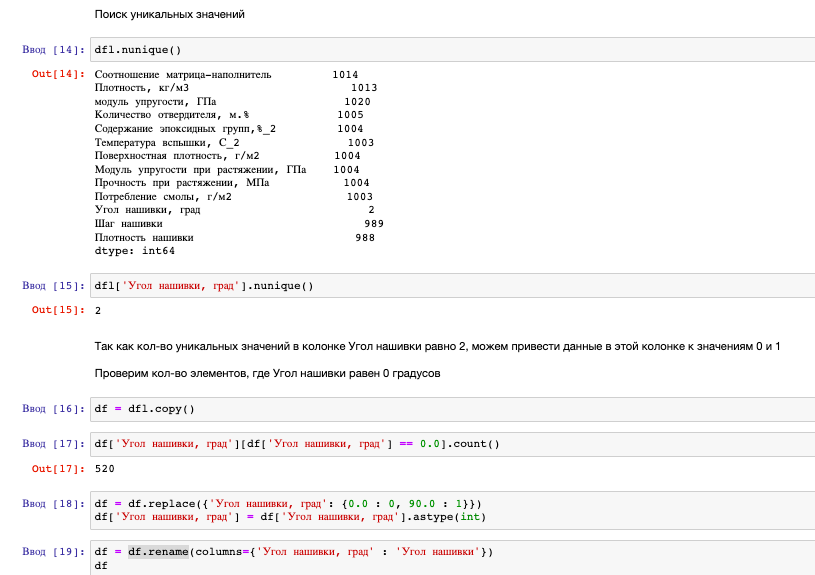 Поиск уникальных значений
Ввод [14]: df1.nunique()
Out[14]: Соотношение матрица-наполнитель 1014
Плотность, кг/м3 1013
модуль упругости, ГПа 1020
Количество отвердителя, м.% 1005
Содержание эпоксидных групп,%_2 1004
Температура вспышки, С_2 1003
Поверхностная плотность, г/м2 1004
Модуль упругости при растяжении, ГПа 1004
Прочность при растяжении, МПа 1004
Потребление смолы, г/м2 1003
Угол нашивки, град 2
Шаг нашивки 989
Плотность нашивки 988
dtype: int64
Ввод [15]: df1['Угол нашивки, град'].nunique()
Out[15]: 2
Так как кол-во уникальных значений в колонке Угол нашивки равно 2, можем привести данные в этой колонке к значениям 0 и 1
Проверим кол-во элементов, где Угол нашивки равен 0 градусов
Ввод [16]: df = df1.copy()
Ввод [17]: df['Угол нашивки, град'][df['Угол нашивки, град'] == 0.0].count()
Out[17]: 520
Ввод [18]: df = df.replace({'Угол нашивки, град': {0.0 : 0, 90.0 : 1}})
df['Угол нашивки, град'] = df['Угол нашивки, град'].astype(int)
Ввод [19]: df = df.rename(columns={'Угол нашивки, град' : 'Угол нашивки'})
df